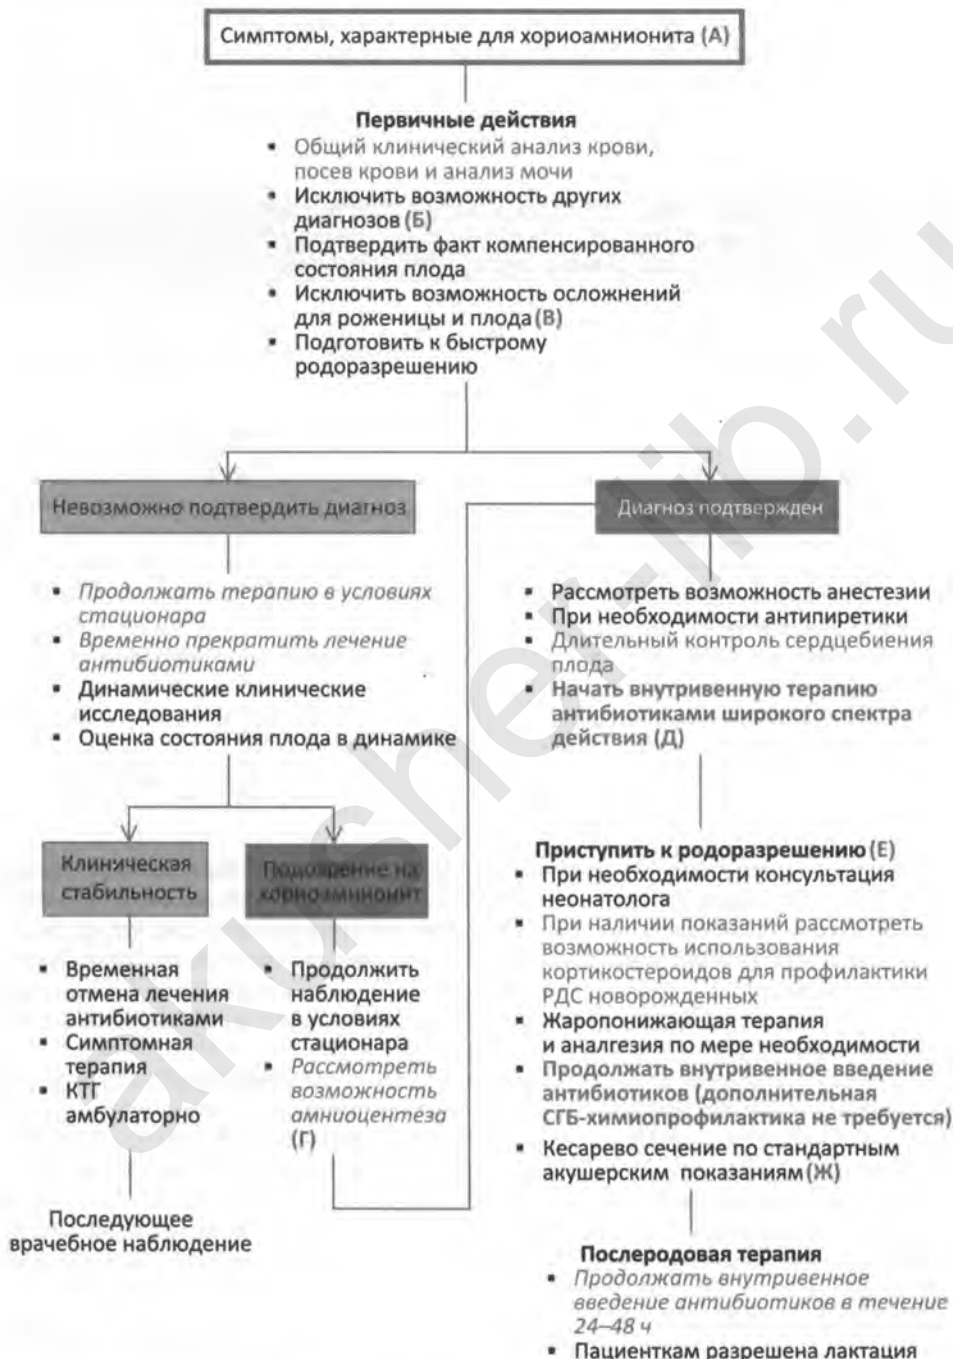 Симптомы, характерные для хориоамнионита (А)
Первичные действия
▪ Общий клинический анализ крови,
посев крови и анализ мочи
▪ Исключить возможность других
диагнозов (Б)
▪ Подтвердить факт компенсированного
состояния плода
▪ Исключить возможность осложнений
для роженицы и плода (В)
▪ Подготовить к быстрому
родоразрешению
Невозможно подтвердить диагноз
▪ Продолжать терапию в условиях
стационара
▪ Временно прекратить лечение
антибиотиками
▪ Динамические клинические
исследования
▪ Оценка состояния плода в динамике
Клиническая
стабильность
▪ Временная
отмена лечения
антибиотиками
▪ Симптомная
терапия
▪ КТГ
амбулаторно
Последующее
врачебное наблюдение
Подозрение на
хориоамнионит
▪ Продолжить
наблюдение
в условиях
стационара
▪ Рассмотреть
возможность
амниоцентеза
(Г)
Диагноз подтвержден
▪ Рассмотреть возможность анестезии
▪ При необходимости антипиретики
▪ Длительный контроль сердцебиения
плода
▪ Начать внутривенную терапию
антибиотиками широкого спектра
действия (Д)
Приступить к родоразрешению (Е)
▪ При необходимости консультация
неонатолога
▪ При наличии показаний рассмотреть
возможность использования
кортикостероидов для профилактики
РДС новорожденных
▪ Жаропонижающая терапия
и аналгезия по мере необходимости
▪ Продолжать внутривенное введение
антибиотиков (дополнительная
СГБ-химиопрофилактика не требуется)
▪ Кесарево сечение по стандартным
акушерским показаниям (Ж)
Послеродовая терапия
▪ Продолжать внутривенное
введение антибиотиков в течение
24–48 ч
▪ Пациенткам разрешена лактация
akusher-lib.ru